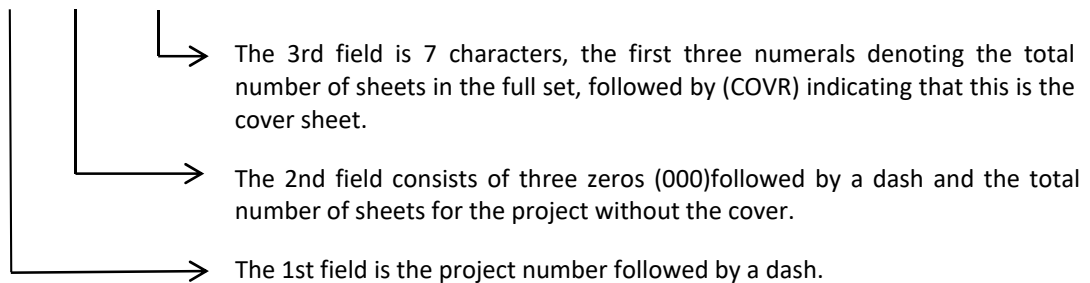 The 3rd field is 7 characters, the first three numerals denoting the total
number of sheets in the full set, followed by (COVR) indicating that this is the
cover sheet.
The 2nd field consists of three zeros (000)followed by a dash and the total
number of sheets for the project without the cover.
The 1st field is the project number followed by a dash.